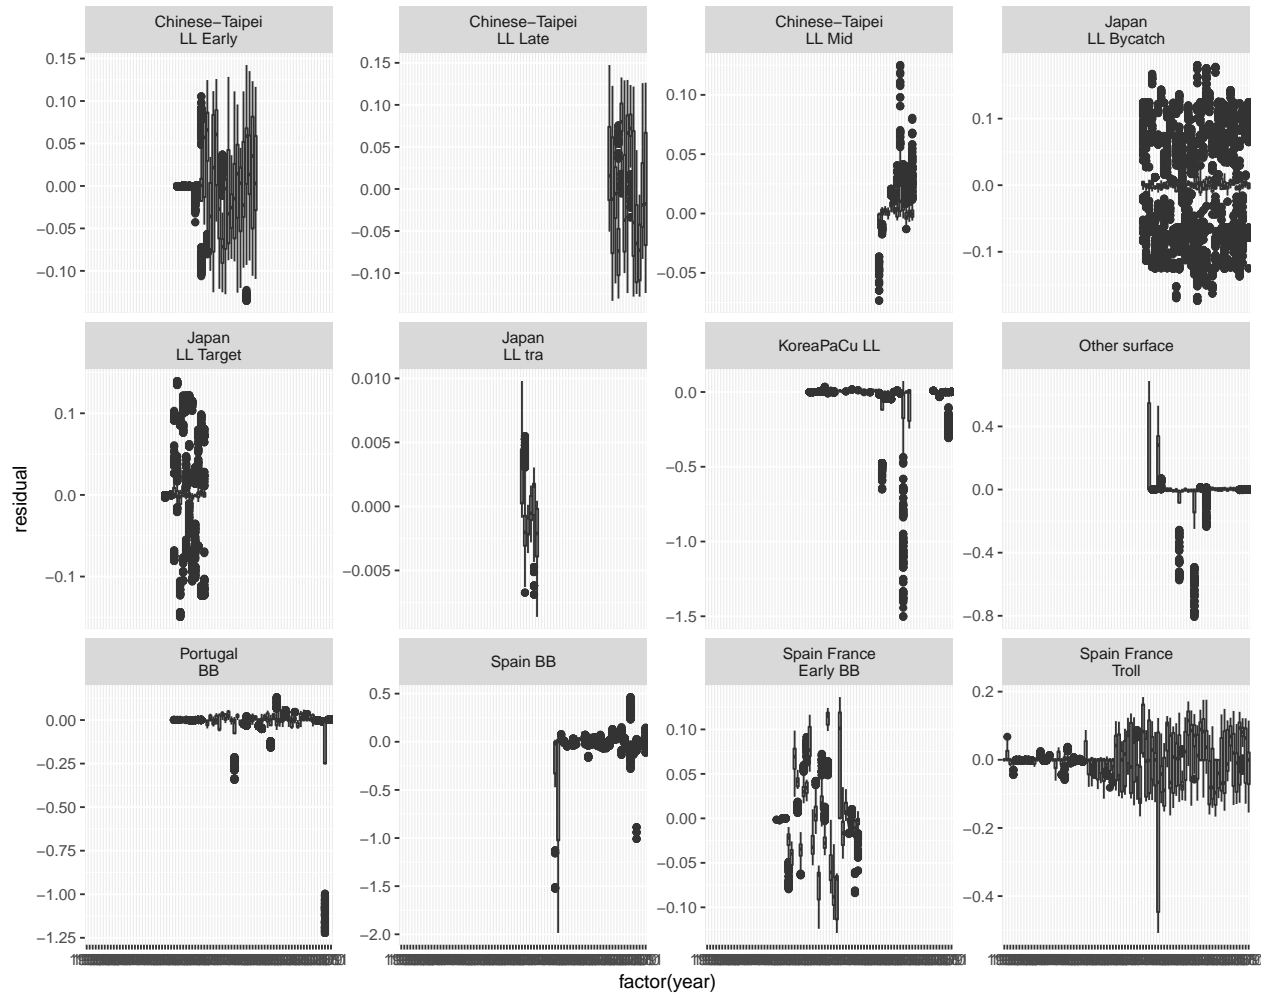 Chinese−Taipei
LL Early
Chinese−Taipei
LL Late
Chinese−Taipei
LL Mid
Japan
LL Bycatch
0.15
0.10
0.05
0.00
−0.05
−0.10
0.15
0.10
0.05
0.00
−0.05
−0.10
0.10
0.05
0.00
−0.05
0.1
0.0
−0.1
Japan
LL Target
Japan
LL tra
KoreaPaCu LL
Other surface
0.1
0.0
−0.1
0.010
0.005
0.000
−0.005
0.0
−0.5
−1.0
−1.5
0.4
0.0
−0.4
−0.8
Portugal
BB
Spain BB
Spain France
Early BB
Spain France
Troll
0.00
−0.25
−0.50
−0.75
−1.00
−1.25
0.5
0.0
−0.5
−1.0
−1.5
−2.0
0.10
0.05
0.00
−0.05
−0.10
0.2
0.0
−0.2
−0.4
residual
factor(year)